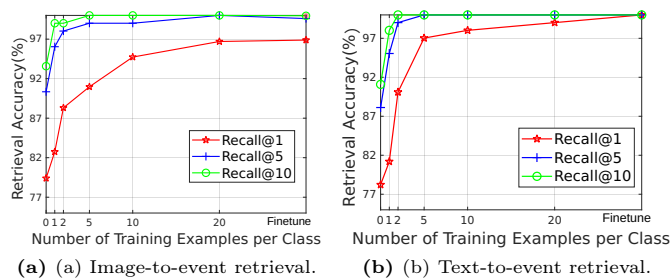 Retrieval Accuracy(%)
97
92
87
82
77
Recall@1
Recall@5
Recall@10
0 1 2 5 10 20 Finetune
Number of Training Examples per Class
(a) (a) Image-to-event retrieval.
Retrieval Accuracy(%)
97
92
87
82
77
Recall@1
Recall@5
Recall@10
0 1 2 5 10 20 Finetune
Number of Training Examples per Class
(b) (b) Text-to-event retrieval.